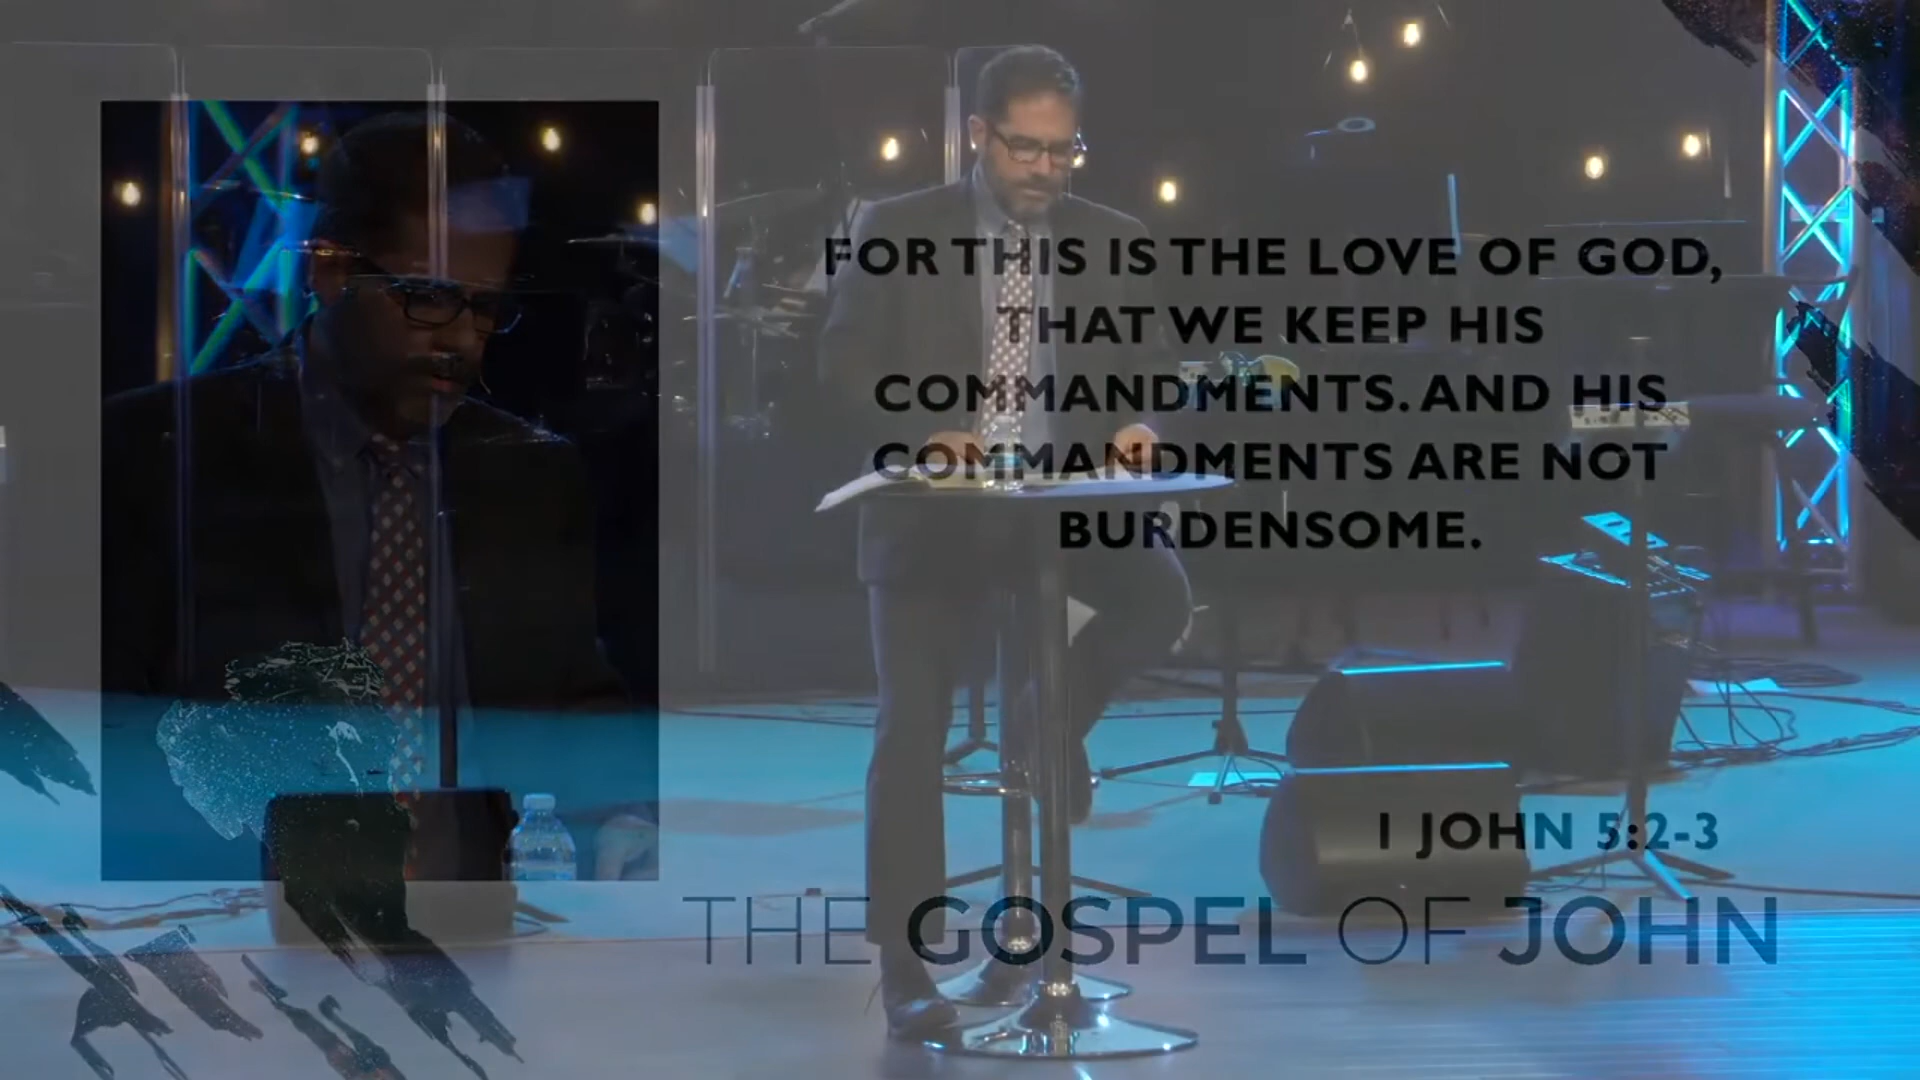 FOR THIS IS THE LOVE OF GOD,
THAT WE KEEP HIS
COMMANDMENTS. AND HIS
COMMANDMENTS ARE NOT
BURDENSOME.
1 JOHN 5:2-3
THE GOSPEL OF JOHN